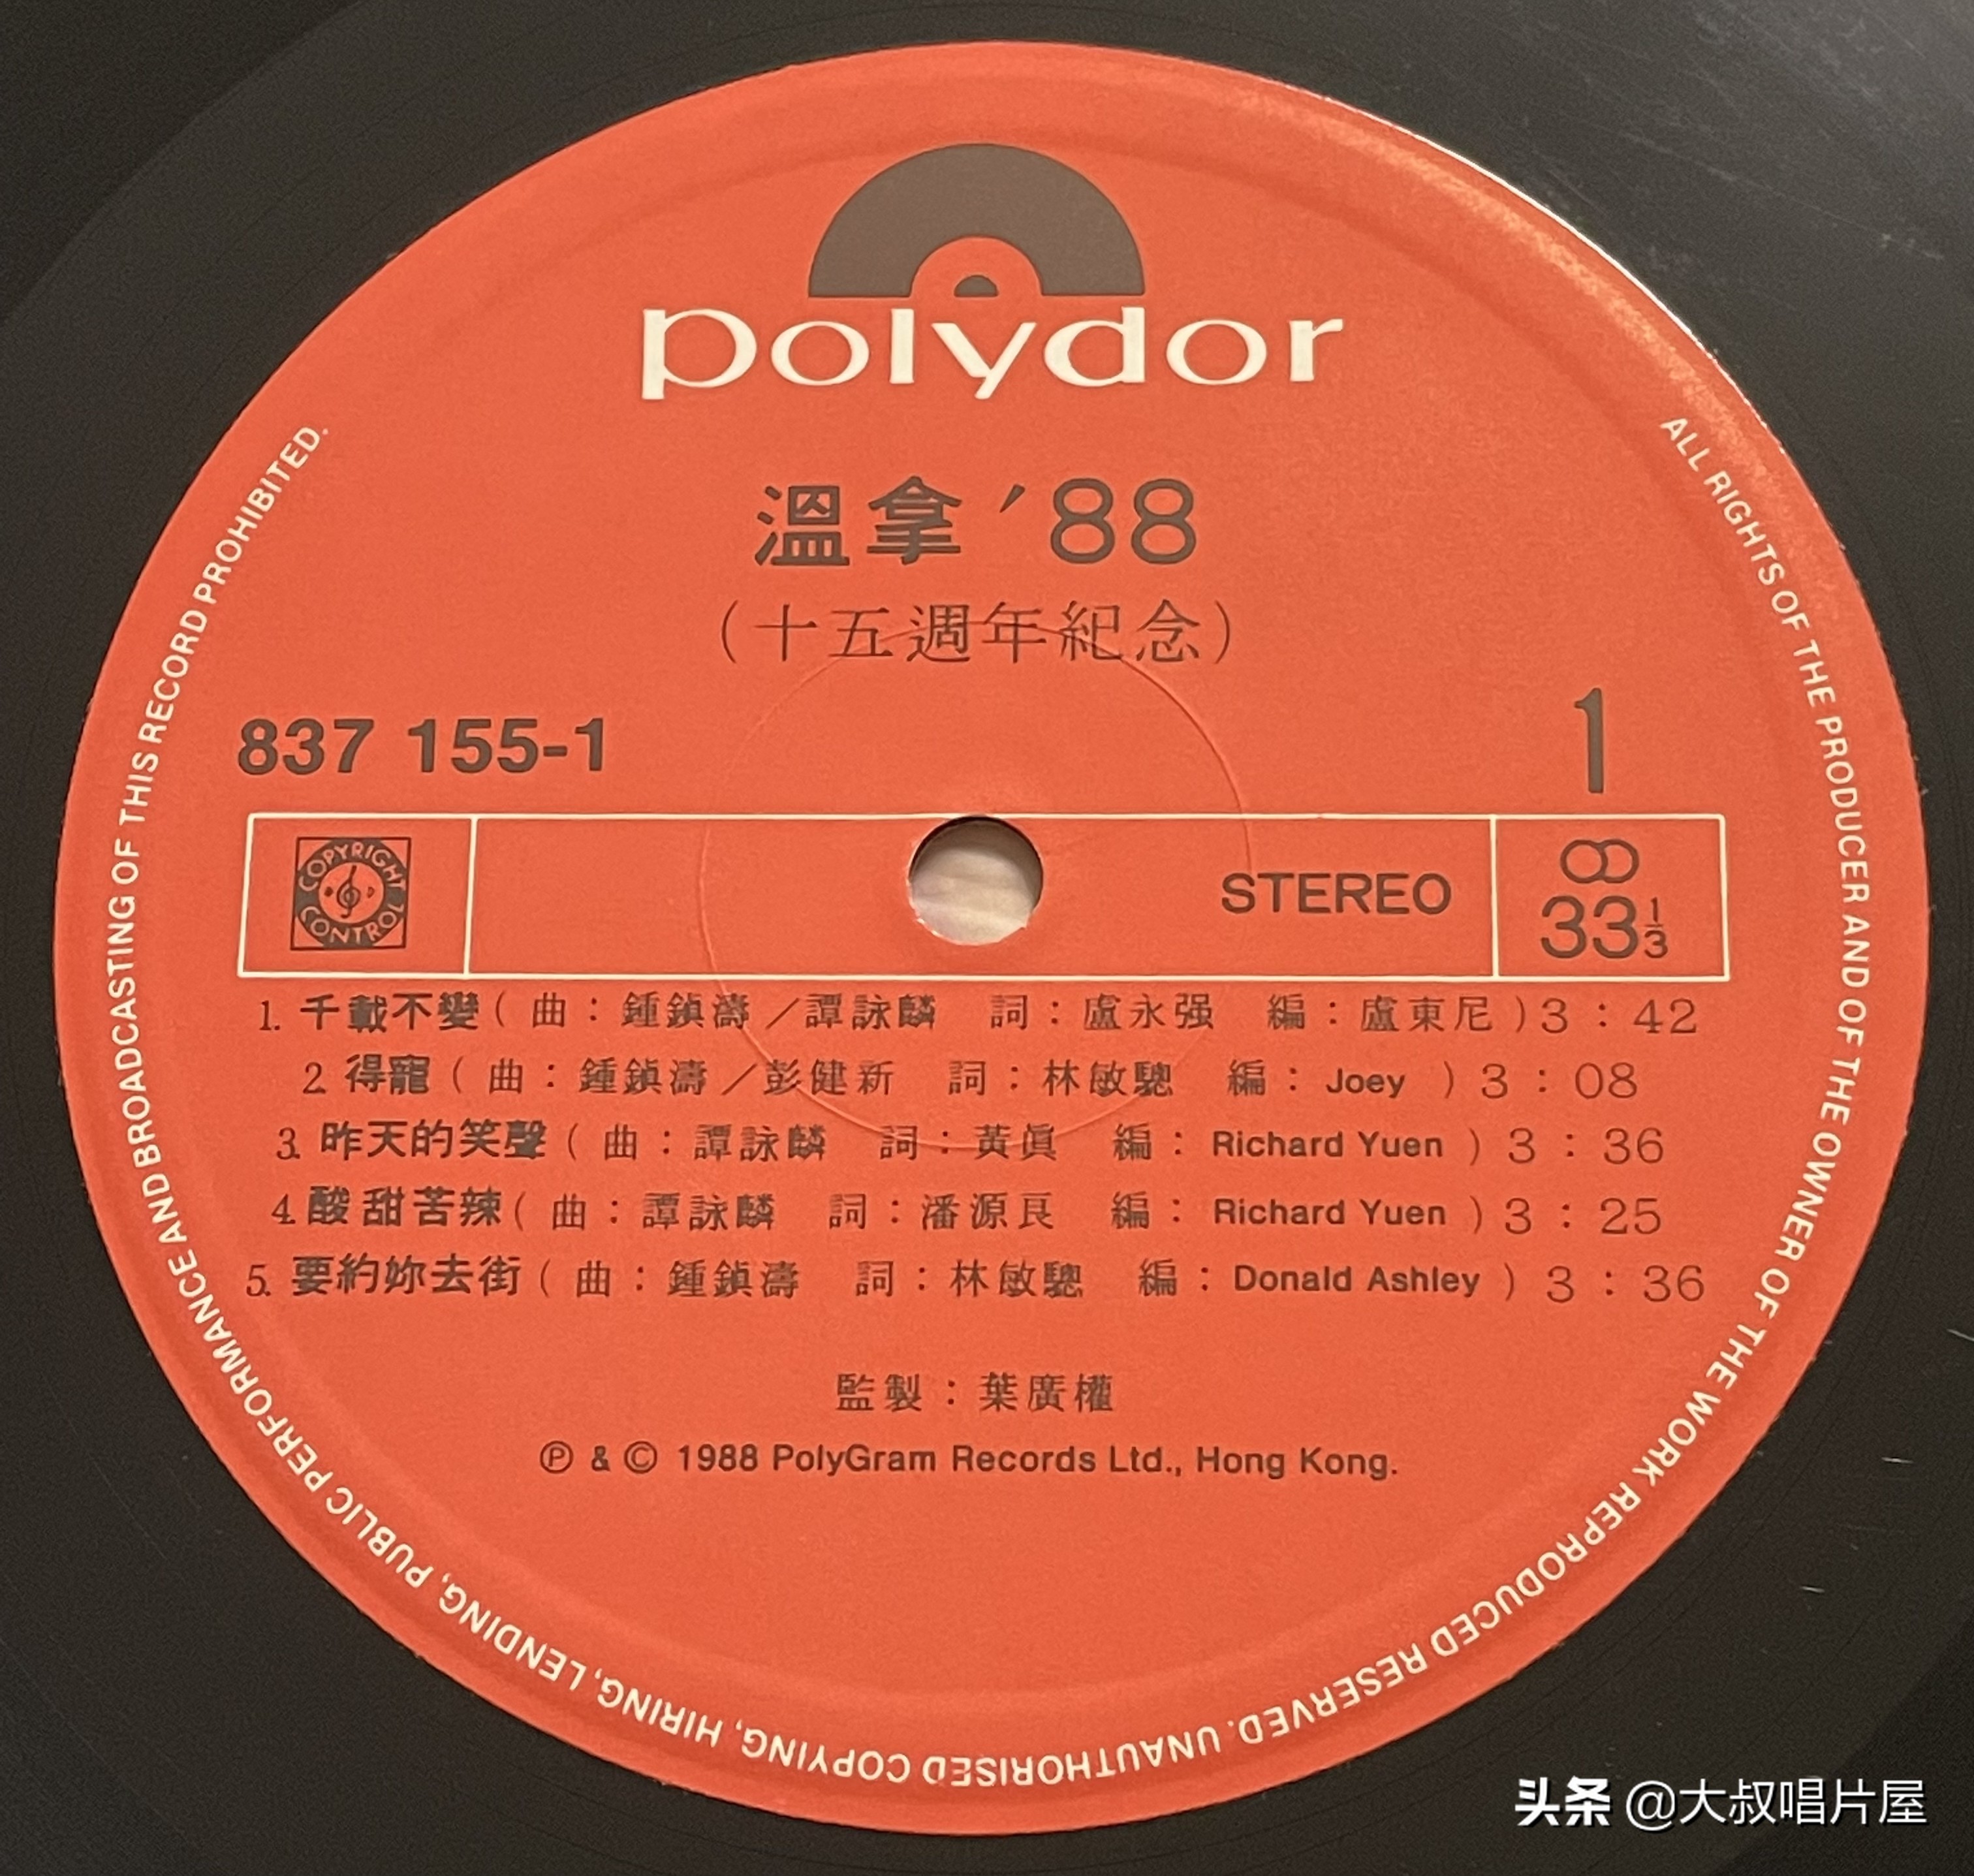 polydor
溫拿 '88
(十五週年紀念)
837 155-1
1
COPYRIGHT CONTROL
STEREO
33 1/3
1. 千載不變 ( 曲：鍾鎮濤／譚詠麟 詞：盧永强 編：盧東尼 ) 3：42
2. 得寵 ( 曲：鍾鎮濤／彭健新 詞：林敏驄 編：Joey ) 3：08
3. 昨天的笑聲 ( 曲：譚詠麟 詞：黃眞 編：Richard Yuen ) 3：36
4. 酸甜苦辣 ( 曲：譚詠麟 詞：潘源良 編：Richard Yuen ) 3：25
5. 要約妳去街 ( 曲：鍾鎮濤 詞：林敏驄 編：Donald Ashley ) 3：36
監製：葉廣權
Ⓟ & © 1988 PolyGram Records Ltd., Hong Kong.
ALL RIGHTS OF THE PRODUCER AND OF THE OWNER OF THE WORK REPRODUCED RESERVED. UNAUTHORISED COPYING, HIRING, LENDING, PUBLIC PERFORMANCE AND BROADCASTING OF THIS RECORD PROHIBITED.
头条 @大叔唱片屋